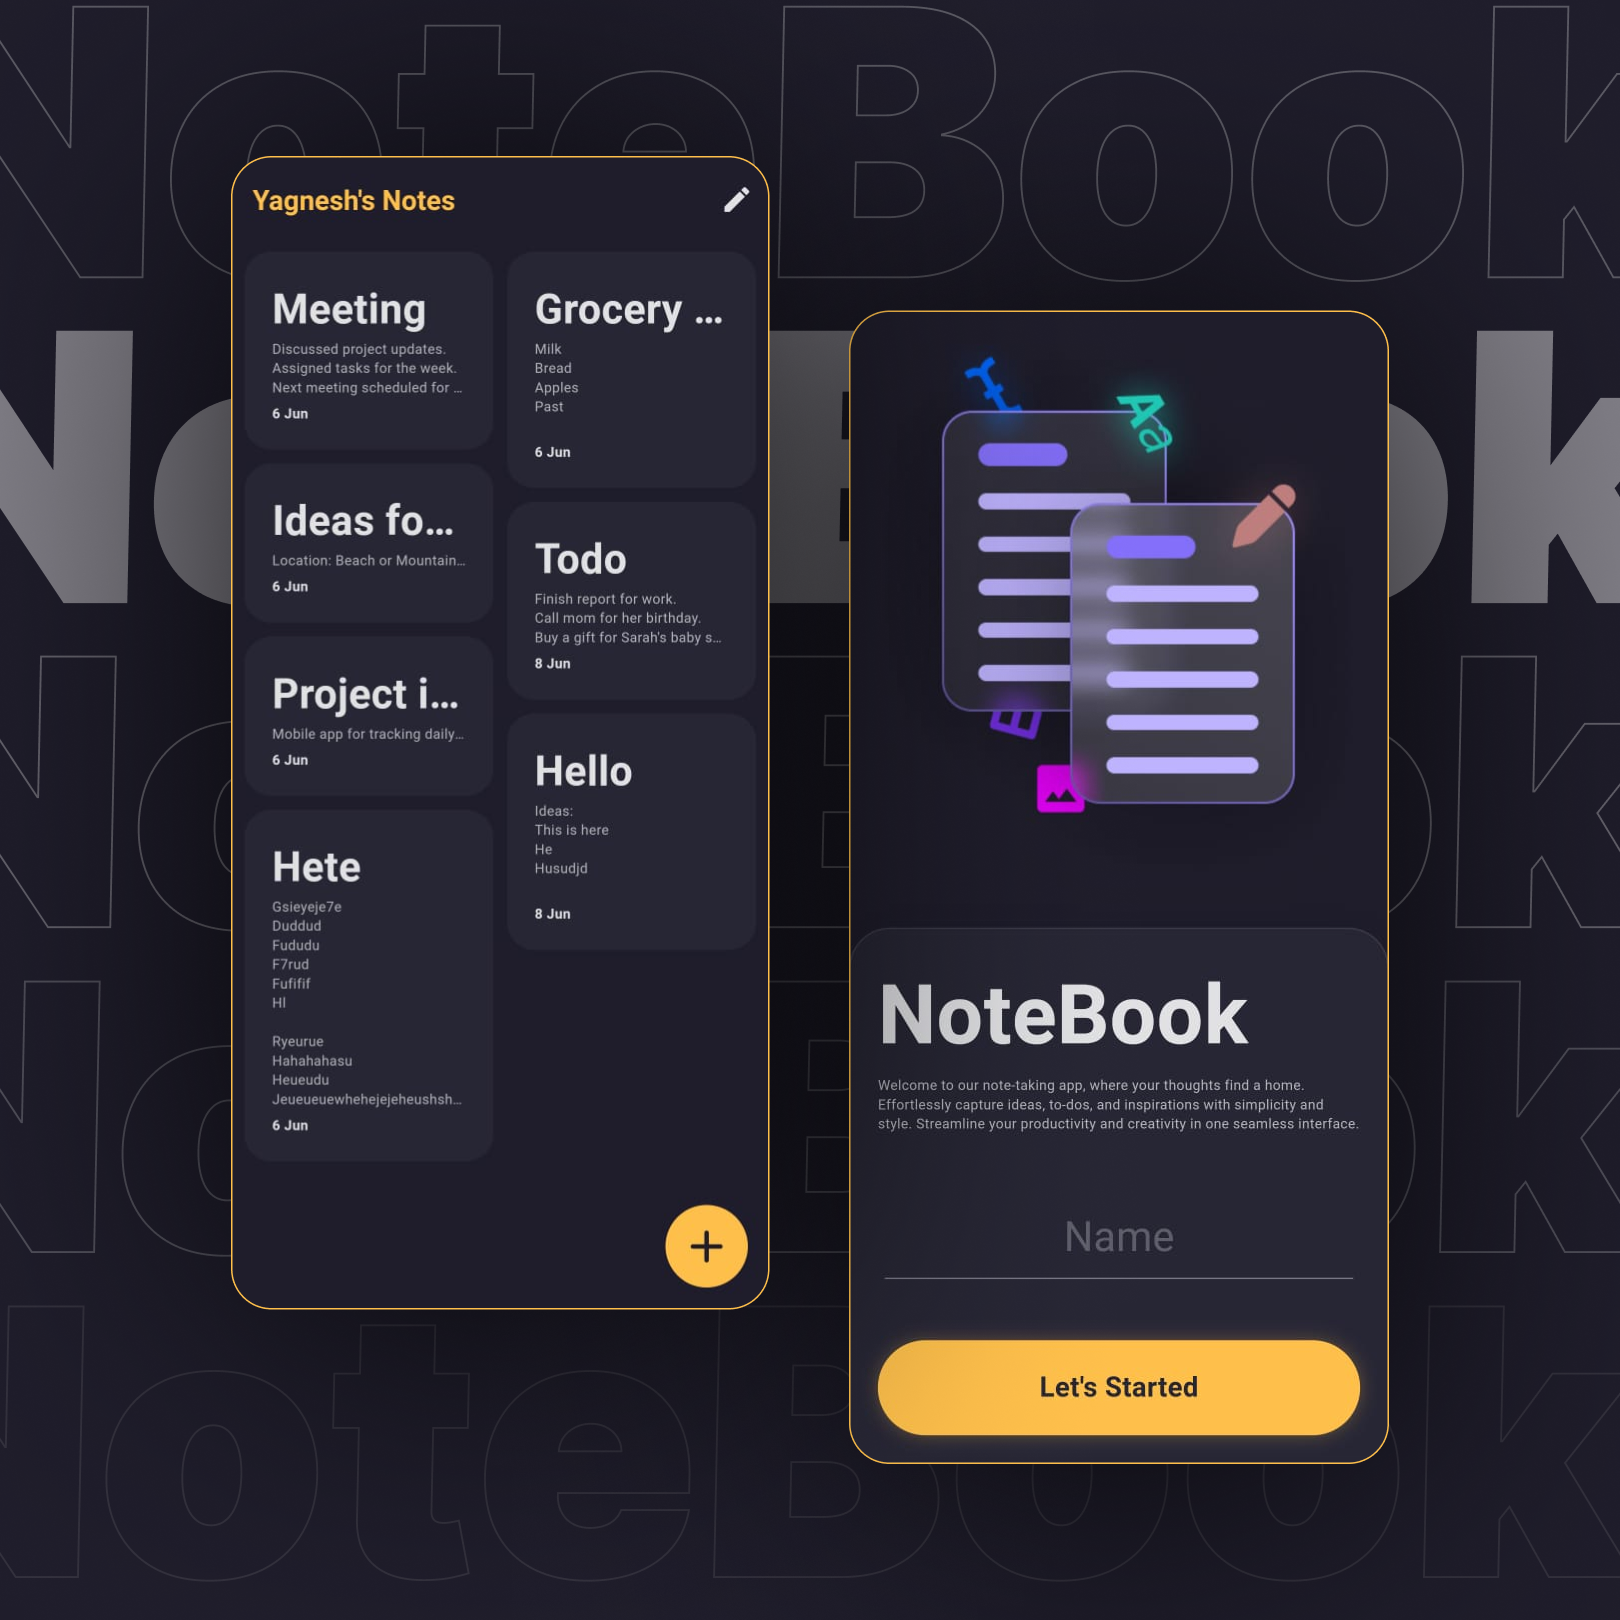 NoteBook
Yagnesh's Notes
Meeting
Discussed project updates.
Assigned tasks for the week.
Next meeting scheduled for ...
6 Jun
Ideas fo...
Location: Beach or Mountain...
6 Jun
Project i...
Mobile app for tracking daily...
6 Jun
Hete
Gsieyeje7e
Duddud
Fududu
F7rud
Fufifif
Ryeurue
Hahahahasu
Heueudu
Jeueueuewhehejejeheushsh...
6 Jun
Grocery ...
Milk
Bread
Apples
Past
6 Jun
Todo
Finish report for work.
Call mom for her birthday.
Buy a gift for Sarah's baby s...
8 Jun
Hello
Ideas:
This is here
He
Husudjd
8 Jun
Aa
NoteBook
Welcome to our note-taking app, where your thoughts find a home.
Effortlessly capture ideas, to-dos, and inspirations with simplicity and
style. Streamline your productivity and creativity in one seamless interface.
Name
Let's Started
NoteBook